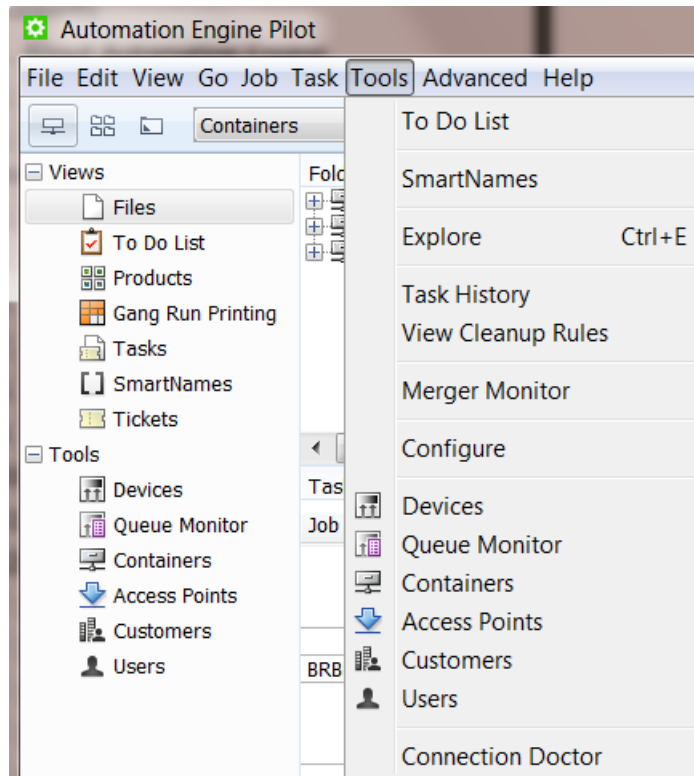 Automation Engine Pilot
File Edit View Go Job Task Tools Advanced Help
Containers
Views
Files
To Do List
Products
Gang Run Printing
Tasks
SmartNames
Tickets
Tools
Devices
Queue Monitor
Containers
Access Points
Customers
Users
Job
To Do List
SmartNames
Explore Ctrl+E
Task History
View Cleanup Rules
Merger Monitor
Configure
Devices
Queue Monitor
Containers
Access Points
Customers
Users
Connection Doctor